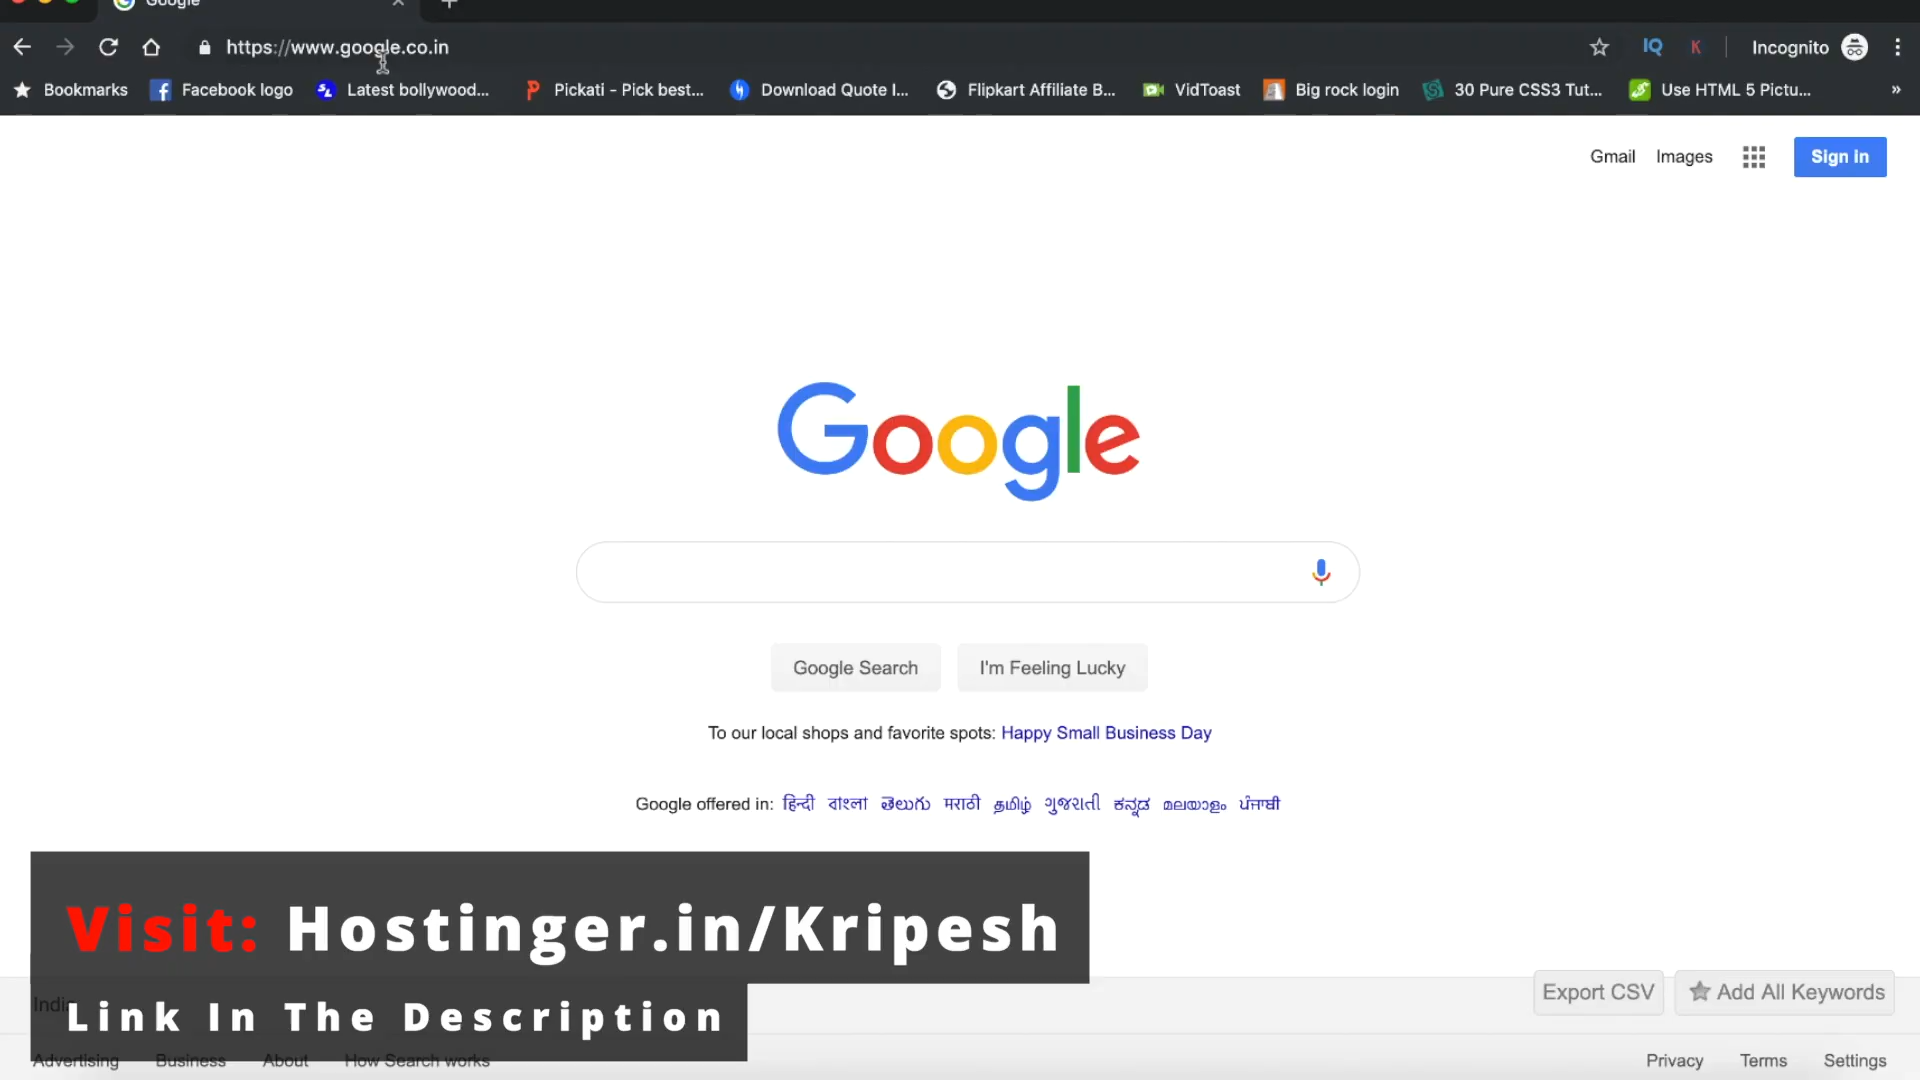 Google
https://www.google.co.in
Incognito
Bookmarks Facebook logo Latest bollywood... Pickati - Pick best... Download Quote I... Flipkart Affiliate B... VidToast Big rock login 30 Pure CSS3 Tut... Use HTML 5 Pictu... »
Gmail Images Sign in
Google
Google Search I'm Feeling Lucky
To our local shops and favorite spots: Happy Small Business Day
Google offered in: हिन्दी বাংলা తెలుగు मराठी தமிழ் ગુજરાતી ಕನ್ನಡ മലയാളം ਪੰਜਾਬੀ
Visit: Hostinger.in/Kripesh
India
Link In The Description
Export CSV Add All Keywords
Advertising Business About How Search works
Privacy Terms Settings